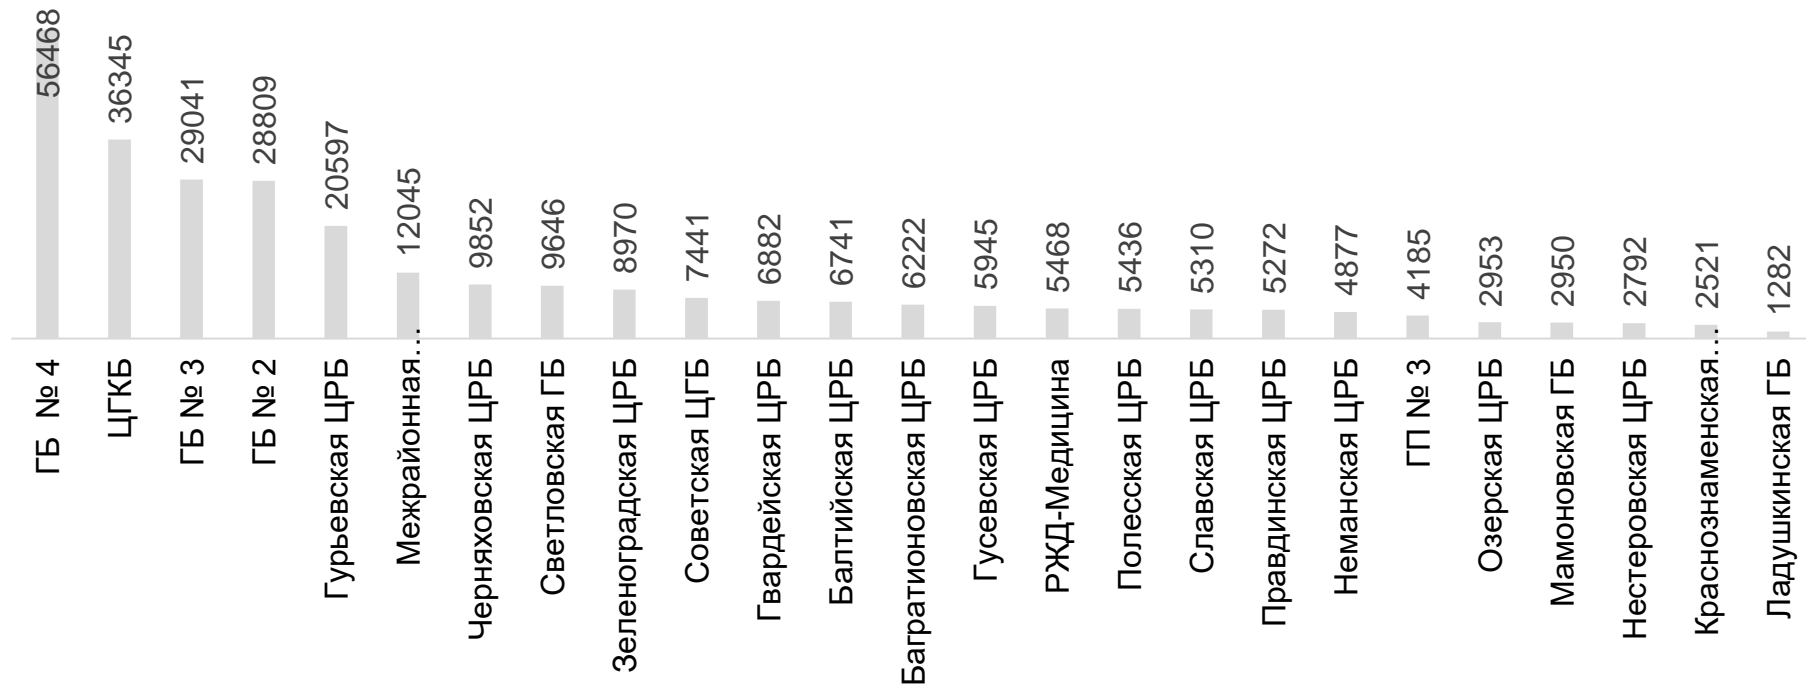 56468
36345
29041
28809
20597
12045
9852
9646
8970
7441
6882
6741
6222
5945
5468
5436
5310
5272
4877
4185
2953
2950
2792
2521
1282
ГБ № 4
ЦГКБ
ГБ № 3
ГБ № 2
Гурьевская ЦРБ
Межрайонная…
Черняховская ЦРБ
Светловская ГБ
Зеленоградская ЦРБ
Советская ЦГБ
Гвардейская ЦРБ
Балтийская ЦРБ
Багратионовская ЦРБ
Гусевская ЦРБ
РЖД-Медицина
Полесская ЦРБ
Славская ЦРБ
Правдинская ЦРБ
Неманская ЦРБ
ГП № 3
Озерская ЦРБ
Мамоновская ГБ
Нестеровская ЦРБ
Краснознаменская…
Ладушкинская ГБ